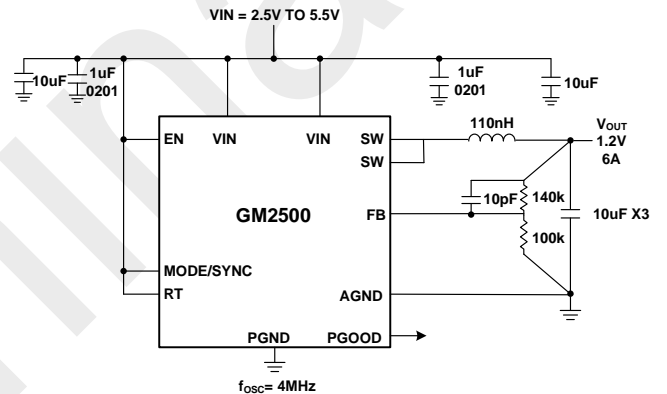 VIN = 2.5V TO 5.5V
10uF
1uF
0201
1uF
0201
10uF
EN
VIN
VIN
SW
SW
110nH
VOUT
1.2V
6A
GM2500
10pF
140k
FB
100k
10uF X3
MODE/SYNC
RT
AGND
PGND
PGOOD
fOSC= 4MHz